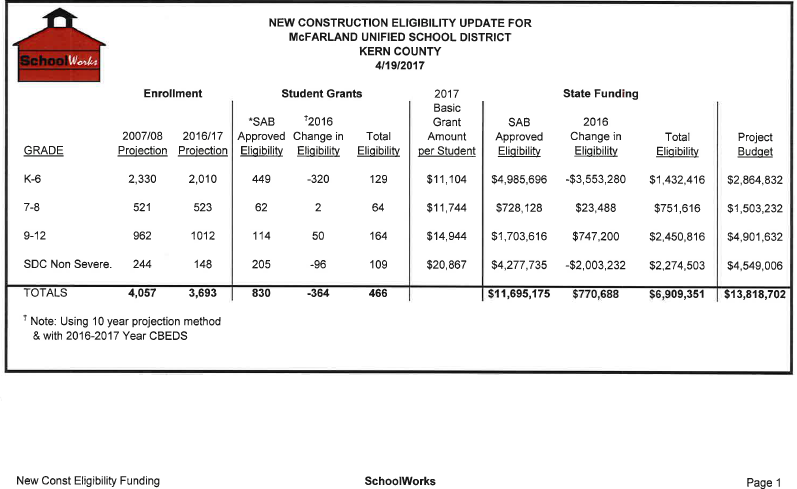 NEW CONSTRUCTION ELIGIBILITY UPDATE FOR
McFARLAND UNIFIED SCHOOL DISTRICT
KERN COUNTY
4/19/2017
SchoolWorks
Enrollment Student Grants 2017 State Funding
Basic
*SAB †2016 Grant SAB 2016
2007/08 2016/17 Approved Change in Total Amount Approved Change in Total Project
GRADE Projection Projection Eligibility Eligibility Eligibility per Student Eligibility Eligibility Eligibility Budget
K-6 2,330 2,010 449 -320 129 $11,104 $4,985,696 -$3,553,280 $1,432,416 $2,864,832
7-8 521 523 62 2 64 $11,744 $728,128 $23,488 $751,616 $1,503,232
9-12 962 1012 114 50 164 $14,944 $1,703,616 $747,200 $2,450,816 $4,901,632
SDC Non Severe. 244 148 205 -96 109 $20,867 $4,277,735 -$2,003,232 $2,274,503 $4,549,006
TOTALS 4,057 3,693 830 -364 466 $11,695,175 $770,688 $6,909,351 $13,818,702
† Note: Using 10 year projection method
& with 2016-2017 Year CBEDS
New Const Eligibility Funding SchoolWorks Page 1